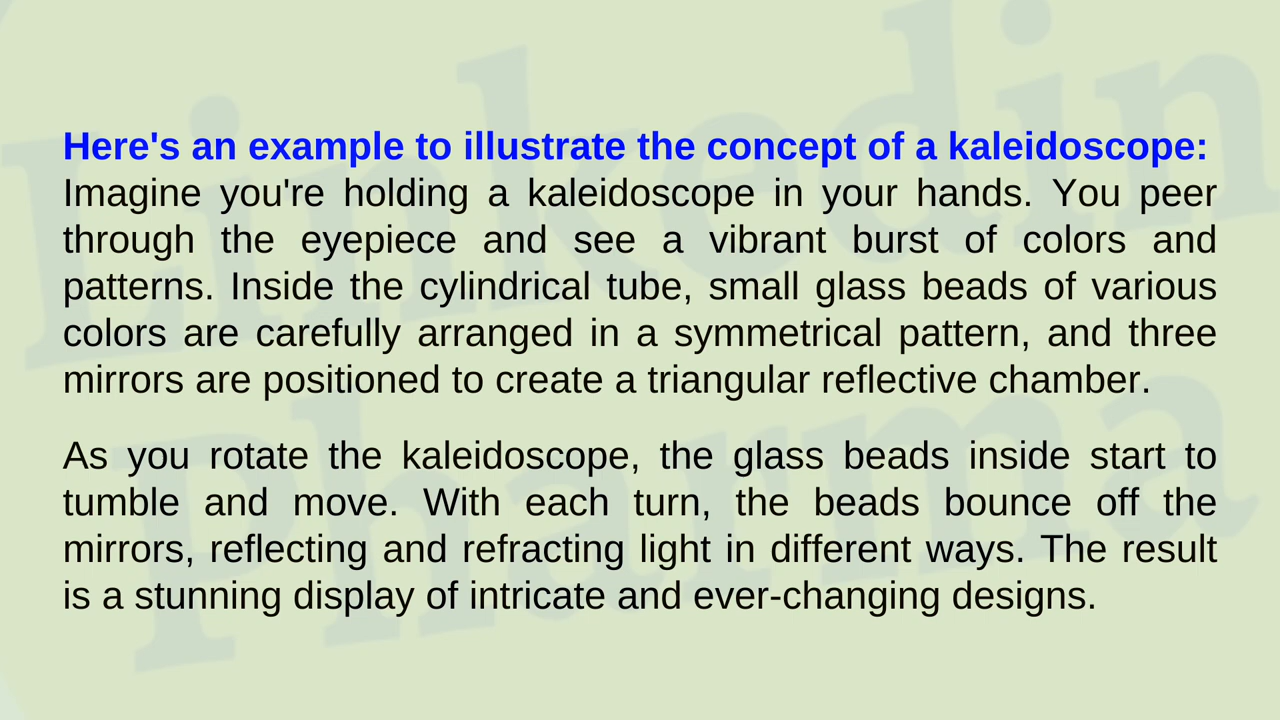 Here's an example to illustrate the concept of a kaleidoscope:
Imagine you're holding a kaleidoscope in your hands. You peer
through the eyepiece and see a vibrant burst of colors and
patterns. Inside the cylindrical tube, small glass beads of various
colors are carefully arranged in a symmetrical pattern, and three
mirrors are positioned to create a triangular reflective chamber.
As you rotate the kaleidoscope, the glass beads inside start to
tumble and move. With each turn, the beads bounce off the
mirrors, reflecting and refracting light in different ways. The result
is a stunning display of intricate and ever-changing designs.
Linkedin
Pharma